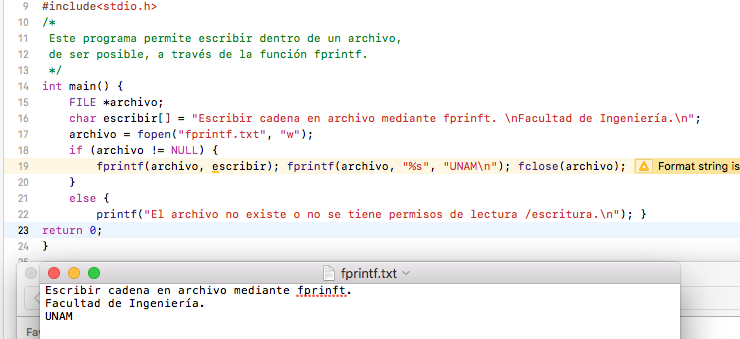 9 #include<stdio.h>
10 /*
11 Este programa permite escribir dentro de un archivo,
12 de ser posible, a través de la función fprintf.
13 */
14 int main() {
15 FILE *archivo;
16 char escribir[] = "Escribir cadena en archivo mediante fprinft. \nFacultad de Ingeniería.\n";
17 archivo = fopen("fprintf.txt", "w");
18 if (archivo != NULL) {
19 fprintf(archivo, escribir); fprintf(archivo, "%s", "UNAM\n"); fclose(archivo); Format string is
20 }
21 else {
22 printf("El archivo no existe o no se tiene permisos de lectura /escritura.\n"); }
23 return 0;
24 }
fprintf.txt
Escribir cadena en archivo mediante fprinft.
Facultad de Ingeniería.
UNAM